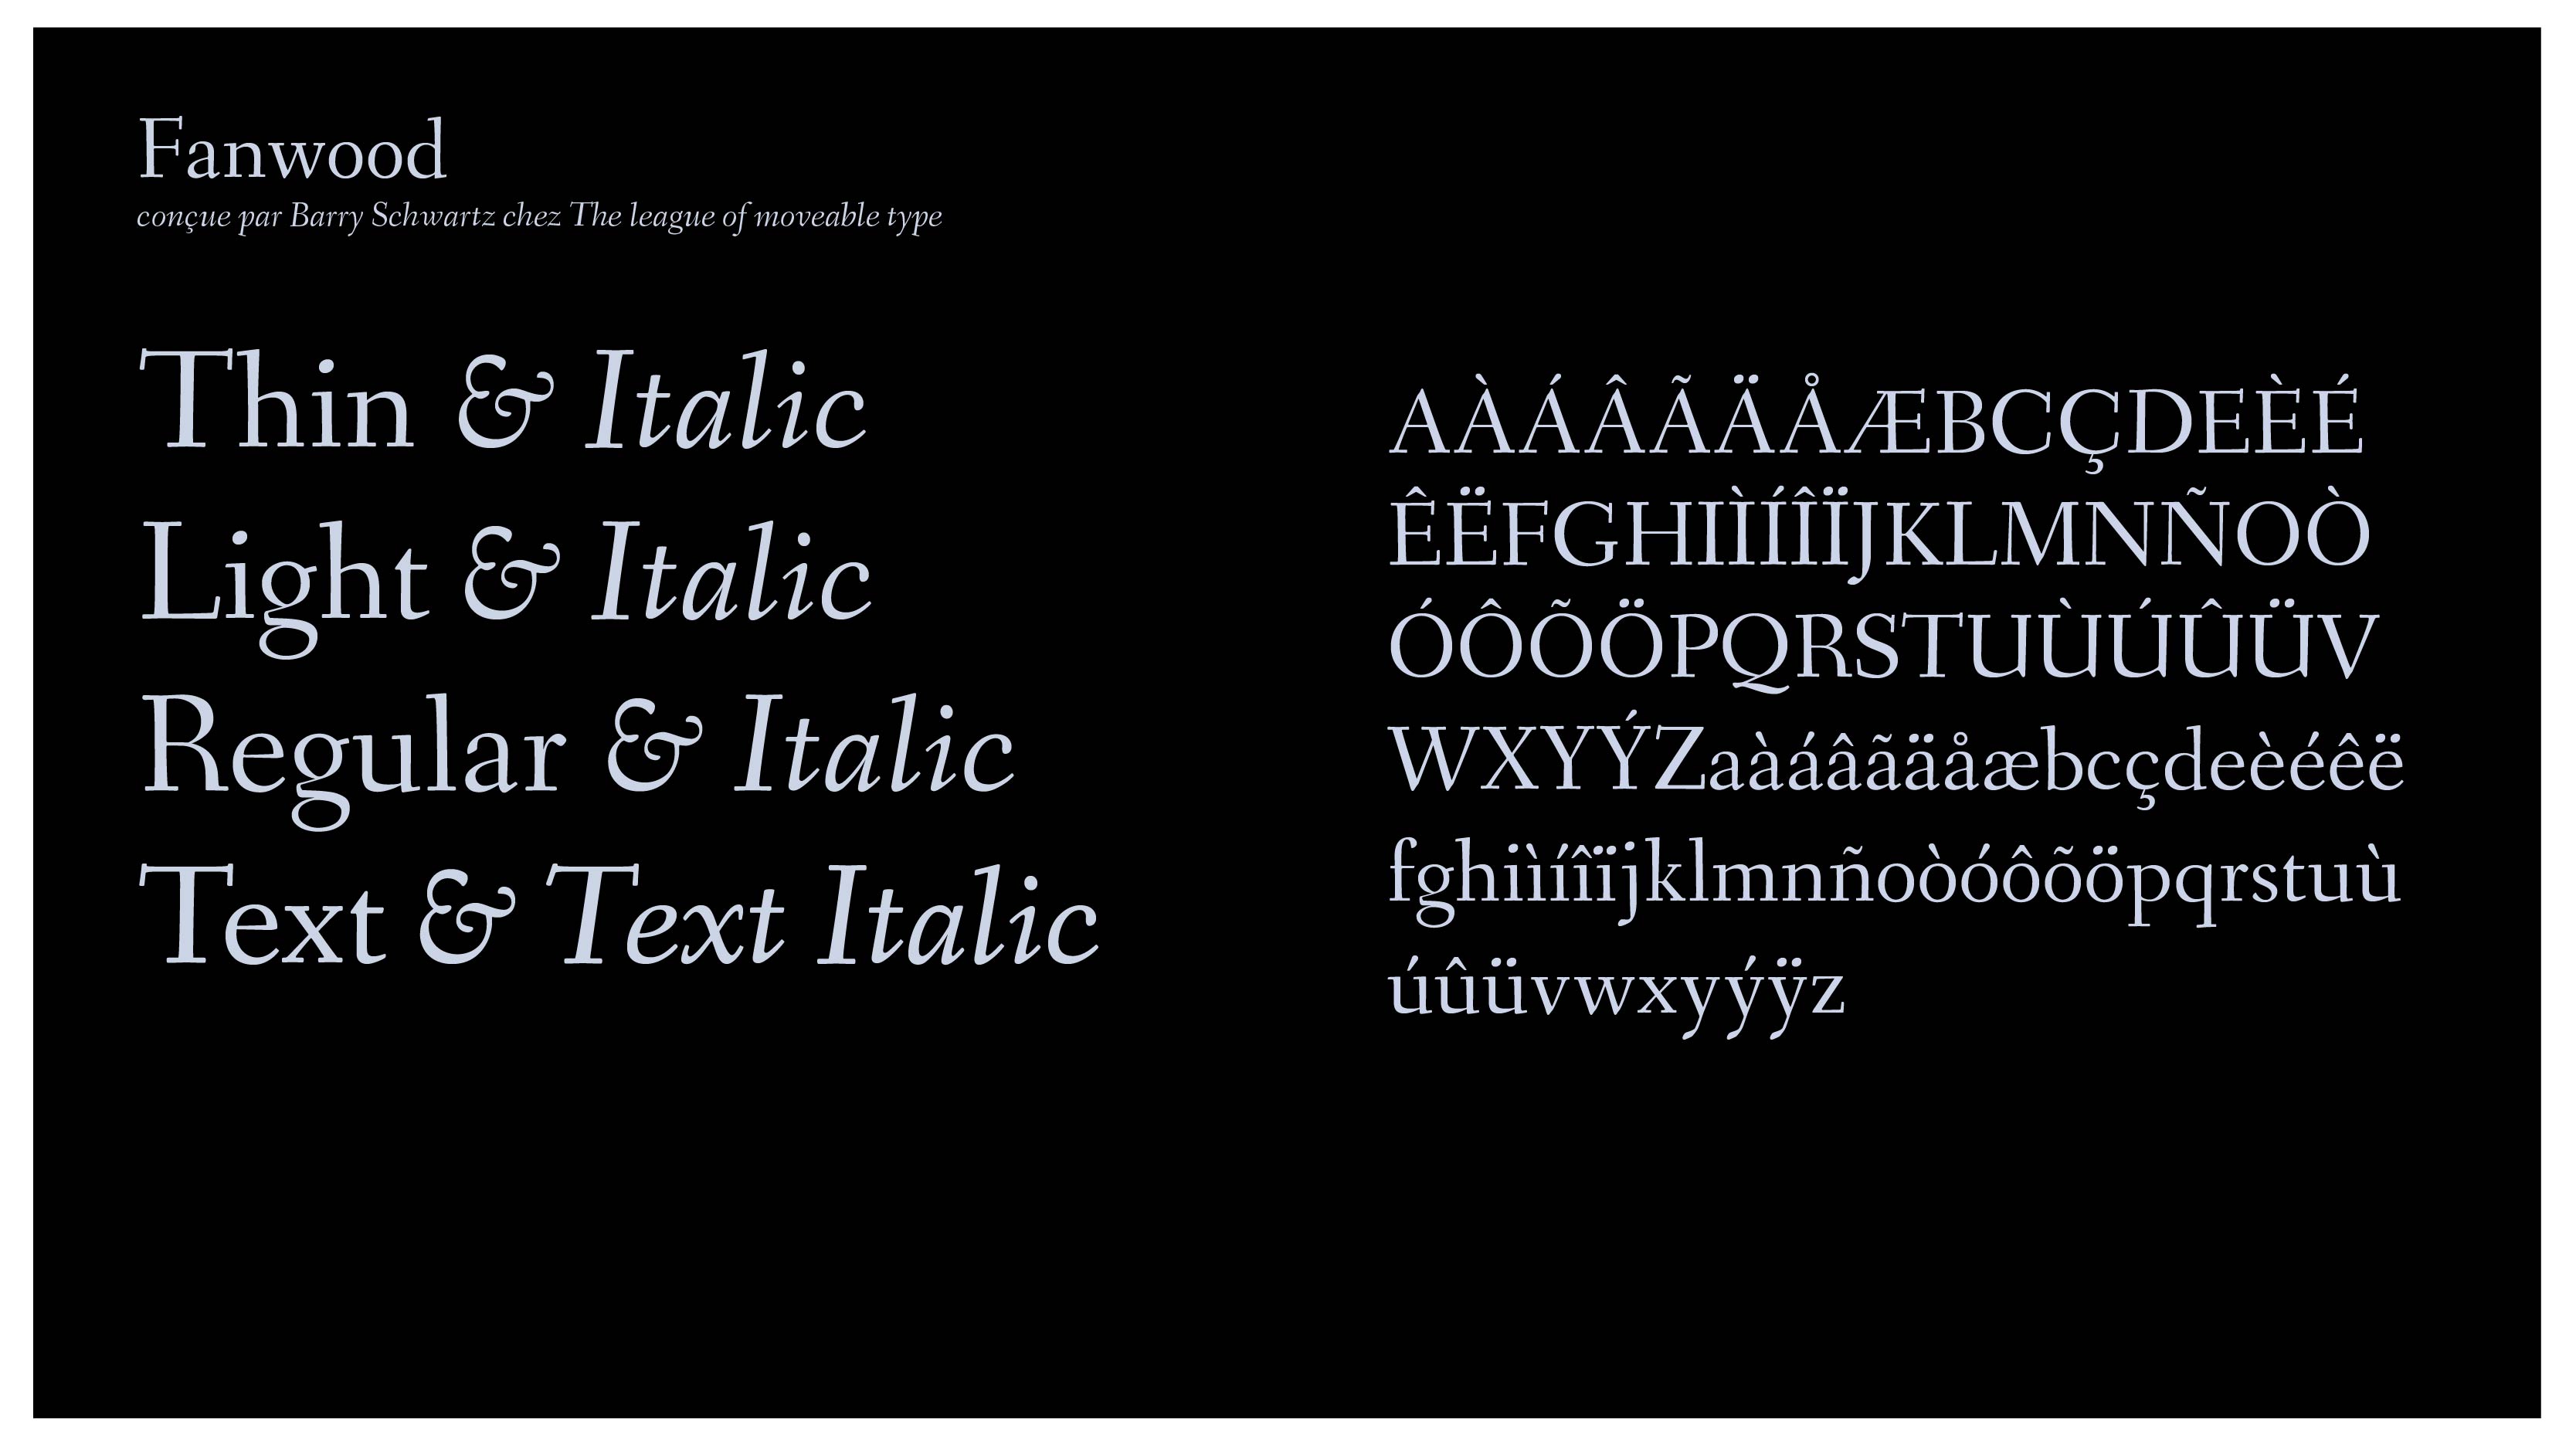 Fanwood
conçue par Barry Schwartz chez The league of moveable type
Thin & Italic
Light & Italic
Regular & Italic
Text & Text Italic
AÀÁÂÃÄÅÆBCÇDEÈÉ
ÊËFGHIÌÍÎÏJKLMNÑOÒ
ÓÔÕÖPQRSTUÙÚÛÜV
WXYÝZaàáâãäåæbcçdeèéêë
fghiìíîïjklmnñoòóôõöpqrstuù
úûüvwxyýÿz